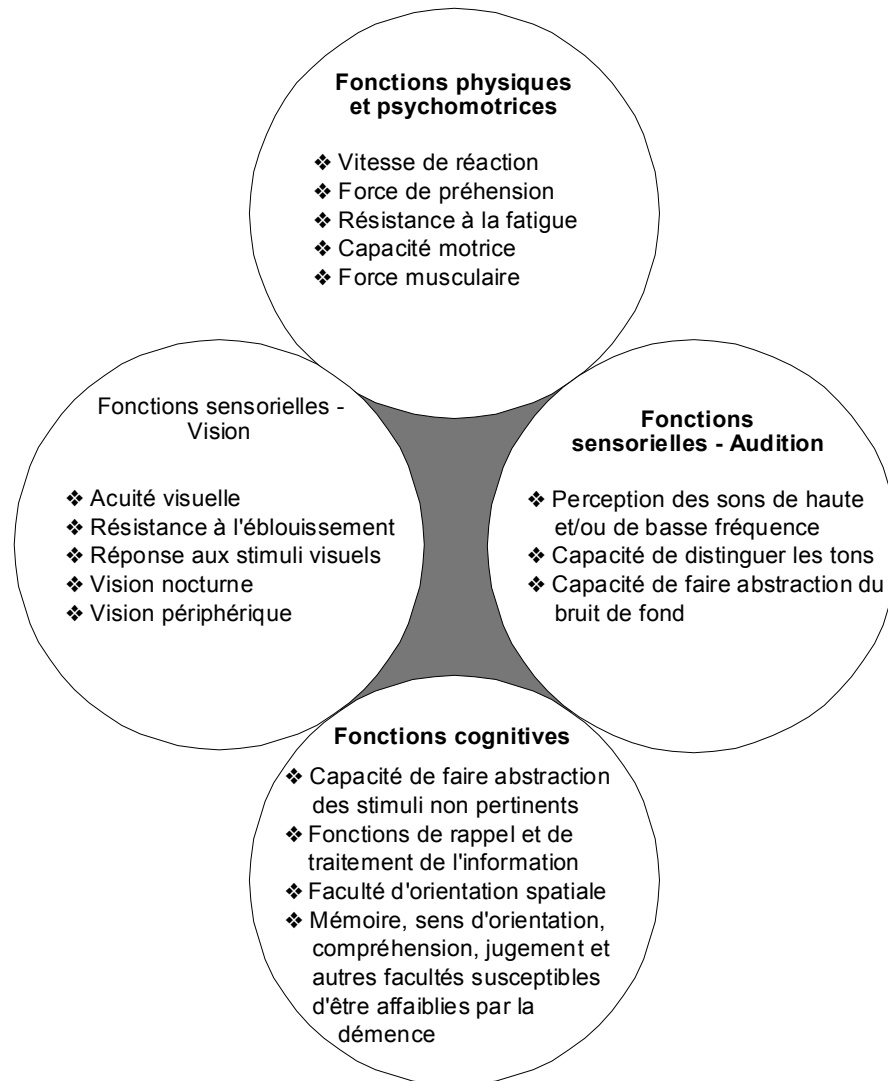 Fonctions physiques
et psychomotrices
❖ Vitesse de réaction
❖ Force de préhension
❖ Résistance à la fatigue
❖ Capacité motrice
❖ Force musculaire
Fonctions sensorielles -
Vision
❖ Acuité visuelle
❖ Résistance à l'éblouissement
❖ Réponse aux stimuli visuels
❖ Vision nocturne
❖ Vision périphérique
Fonctions
sensorielles - Audition
❖ Perception des sons de haute
et/ou de basse fréquence
❖ Capacité de distinguer les tons
❖ Capacité de faire abstraction du
bruit de fond
Fonctions cognitives
❖ Capacité de faire abstraction
des stimuli non pertinents
❖ Fonctions de rappel et de
traitement de l'information
❖ Faculté d'orientation spatiale
❖ Mémoire, sens d'orientation,
compréhension, jugement et
autres facultés susceptibles
d'être affaiblies par la
démence